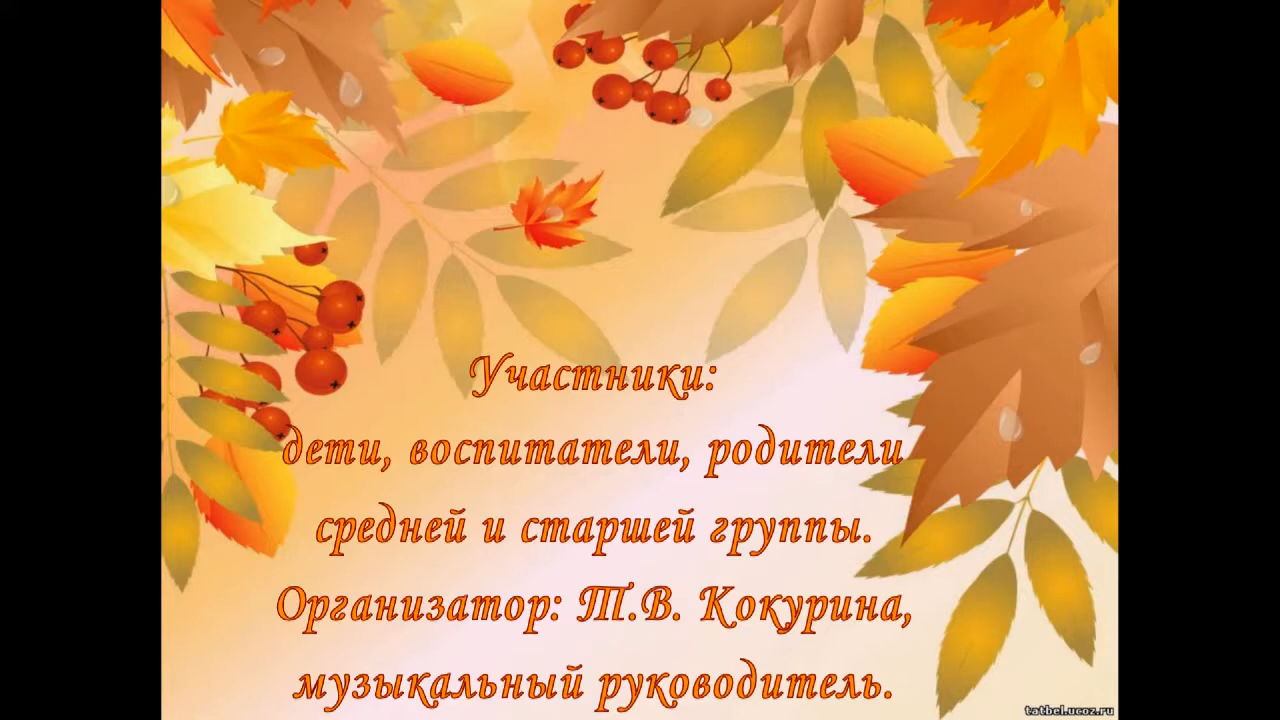 Участники:
дети, воспитатели, родители
средней и старшей группы.
Организатор: Т.В. Кокурина,
музыкальный руководитель.
tatbel.ucoz.ru